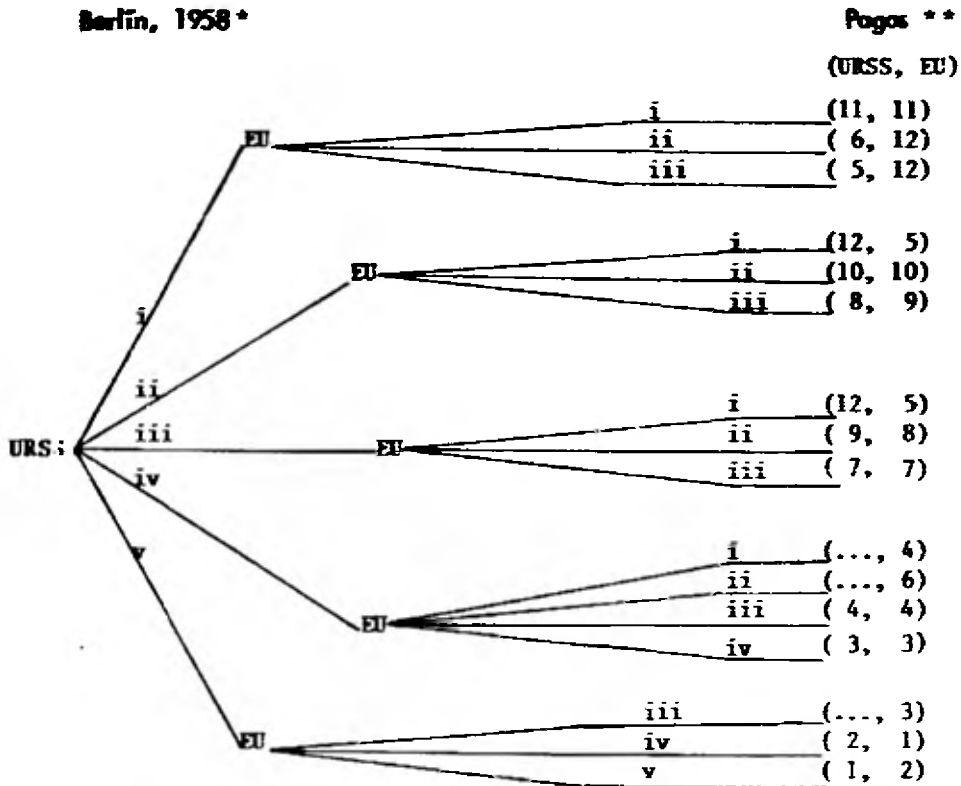 Berlín, 1958 * Pagos * *
(URSS, EU)
i (11, 11)
EU ii ( 6, 12)
iii ( 5, 12)
i (12, 5)
EU ii (10, 10)
iii ( 8, 9)
i
ii
i (12, 5)
URSS iii EU ii ( 9, 8)
iii ( 7, 7)
iv
v
i (..., 4)
ii (..., 6)
EU iii ( 4, 4)
iv ( 3, 3)
iii (..., 3)
EU iv ( 2, 1)
v ( 1, 2)